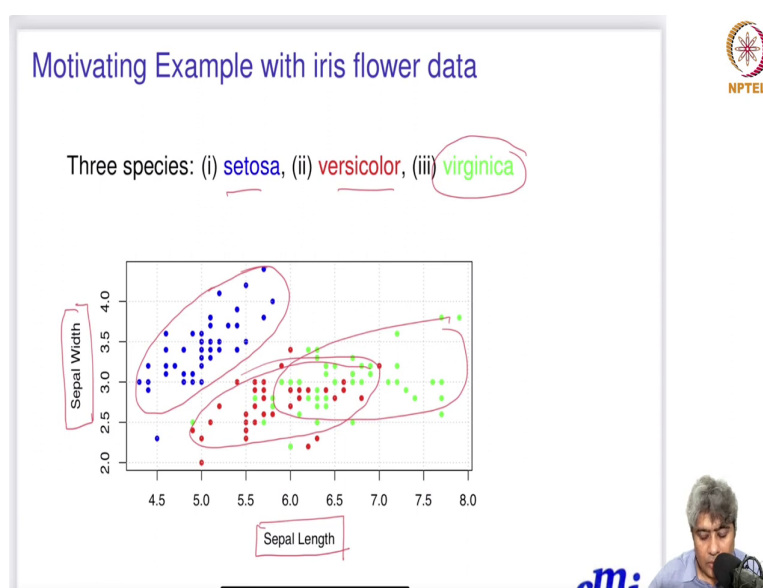 Motivating Example with iris flower data
NPTEL
Three species: (i) setosa, (ii) versicolor, (iii) virginica
Sepal Width
4.0
3.5
3.0
2.5
2.0
4.5 5.0 5.5 6.0 6.5 7.0 7.5 8.0
Sepal Length